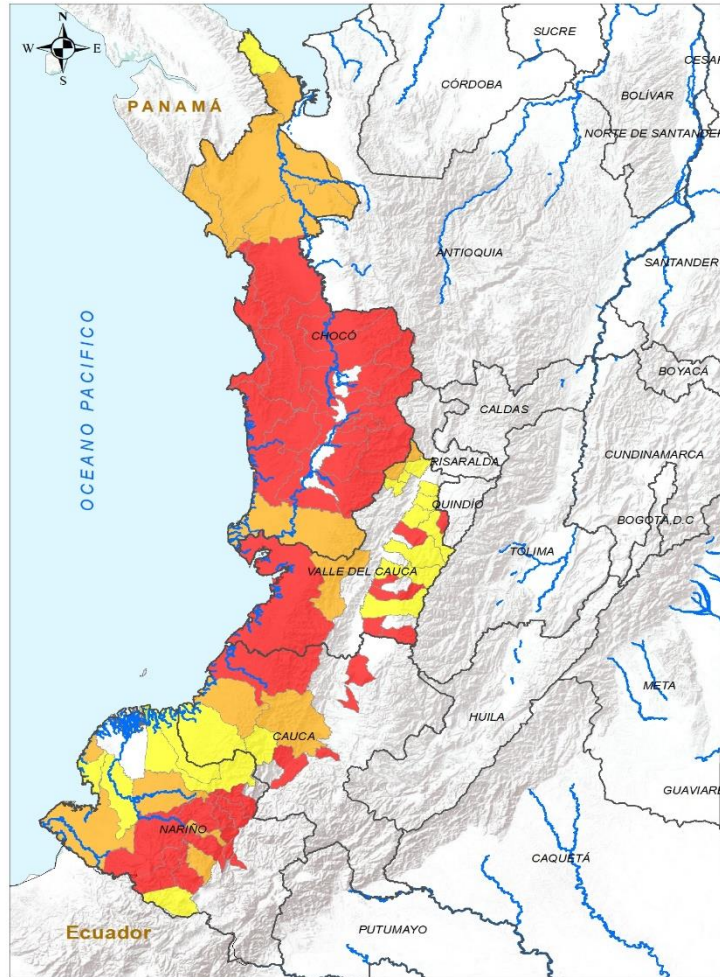 N
W E
S
SUCRE
CESAR
CÓRDOBA
BOLÍVAR
PANAMÁ
NORTE DE SANTANDER
ANTIOQUIA
SANTANDER
OCEANO PACIFICO
CHOCÓ
BOYACÁ
CALDAS
CUNDINAMARCA
RISARALDA
QUINDÍO
BOGOTÁ,D.C
TOLIMA
VALLE DEL CAUCA
META
HUILA
CAUCA
GUAVIARE
NARIÑO
CAQUETÁ
Ecuador
PUTUMAYO